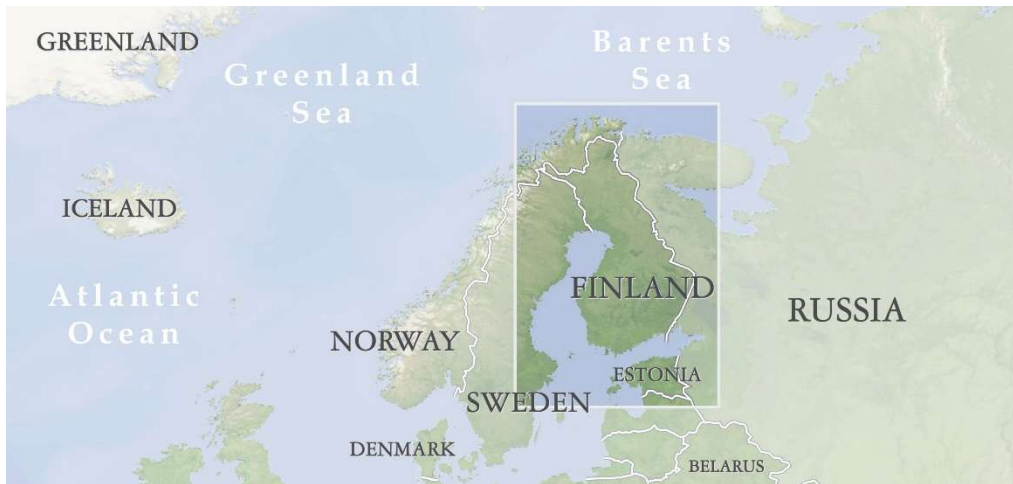 GREENLAND
Greenland
Sea
Barents
Sea
ICELAND
Atlantic
Ocean
FINLAND
RUSSIA
NORWAY
ESTONIA
SWEDEN
DENMARK
BELARUS